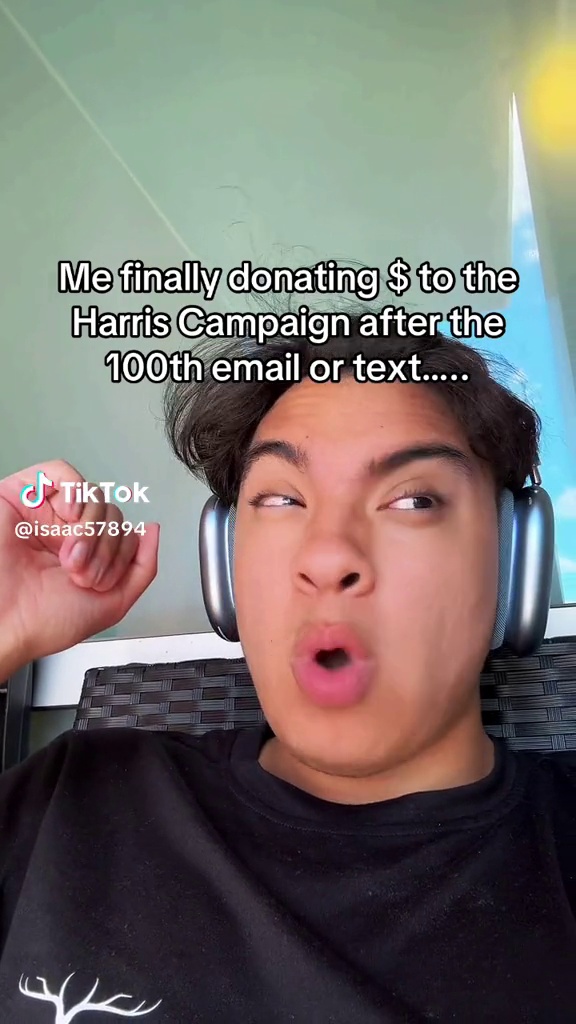 Me finally donating $ to the
Harris Campaign after the
100th email or text.....
TikTok
@isaac57894